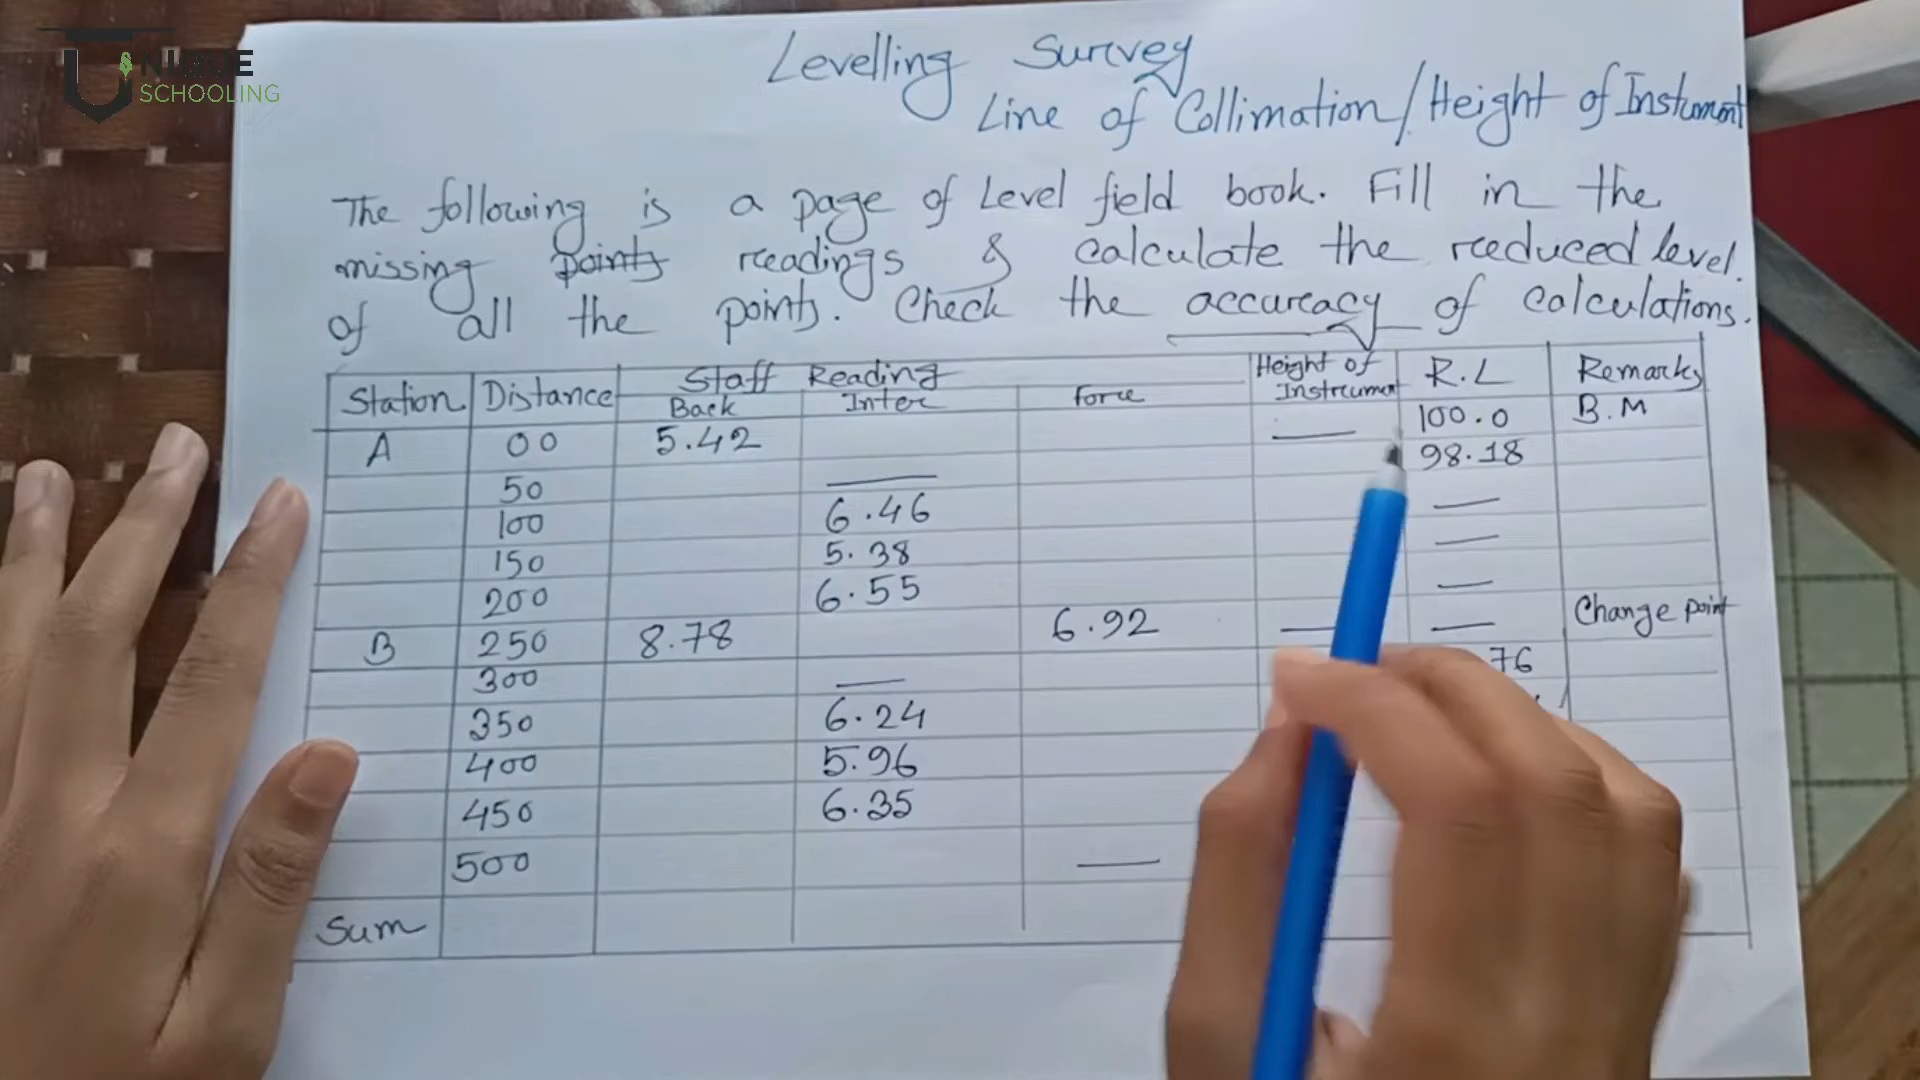 UNIQUE
SCHOOLING
Levelling Survey
Line of Collimation/Height of Instument
The following is a page of Level field book. Fill in the
missing points readings & calculate the reduced level.
of all the points. Check the accuracy of calculations.
Station Distance Staff Reading Height of Instrument R.L Remarks
Back Inter Fore
A 00 5.42 — 100.0 B.M
50 — 98.18
100 6.46 —
150 5.38 —
200 6.55 —
B 250 8.78 6.92 — — Change point
300 — 76
350 6.24
400 5.96
450 6.35
500 —
Sum